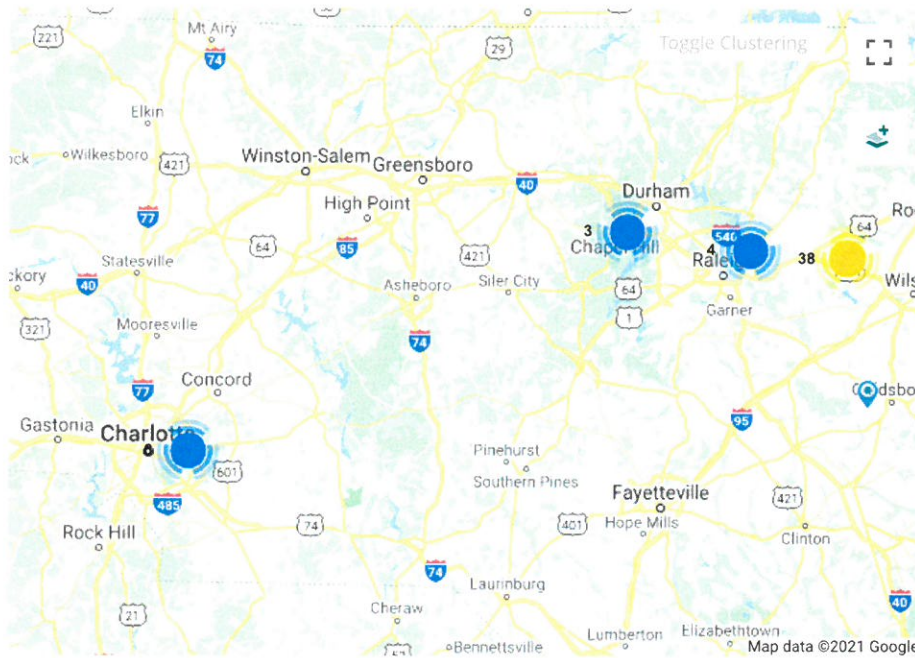 Mt Airy
221
74
29
Toggle Clustering
Elkin
Wilkesboro
421
Winston-Salem
Greensboro
40
Durham
High Point
77
64
85
421
3
Chapel Hill
540
4
38
64
Statesville
ckory
40
Asheboro
Siler City
64
Garner
Wils
321
Mooresville
1
74
77
Concord
95
Gastonia
Charlotte
601
Pinehurst
Southern Pines
485
74
Fayetteville
421
Rock Hill
401
Hope Mills
Clinton
74
Laurinburg
40
21
Cheraw
Bennettsville
Lumberton
Elizabethtown
Map data ©2021 Google